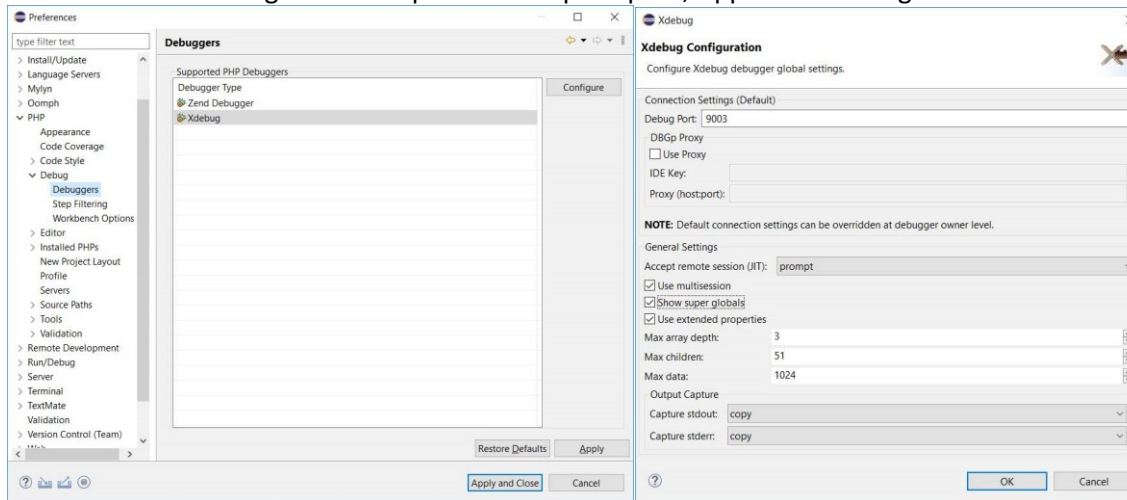 Preferences
type filter text
Install/Update
Language Servers
Mylyn
Oomph
PHP
Appearance
Code Coverage
Code Style
Debug
Debuggers
Step Filtering
Workbench Options
Editor
Installed PHPs
New Project Layout
Profile
Servers
Source Paths
Tools
Validation
Remote Development
Run/Debug
Server
Terminal
TextMate
Validation
Version Control (Team)
Debuggers
Supported PHP Debuggers
Debugger Type
Zend Debugger
Xdebug
Configure
Restore Defaults
Apply
Apply and Close
Cancel
Xdebug
Xdebug Configuration
Configure Xdebug debugger global settings.
Connection Settings (Default)
Debug Port: 9003
DBGp Proxy
Use Proxy
IDE Key:
Proxy (host:port):
NOTE: Default connection settings can be overridden at debugger owner level.
General Settings
Accept remote session (JIT): prompt
Use multisession
Show super globals
Use extended properties
Max array depth: 3
Max children: 51
Max data: 1024
Output Capture
Capture stdout: copy
Capture stderr: copy
OK
Cancel